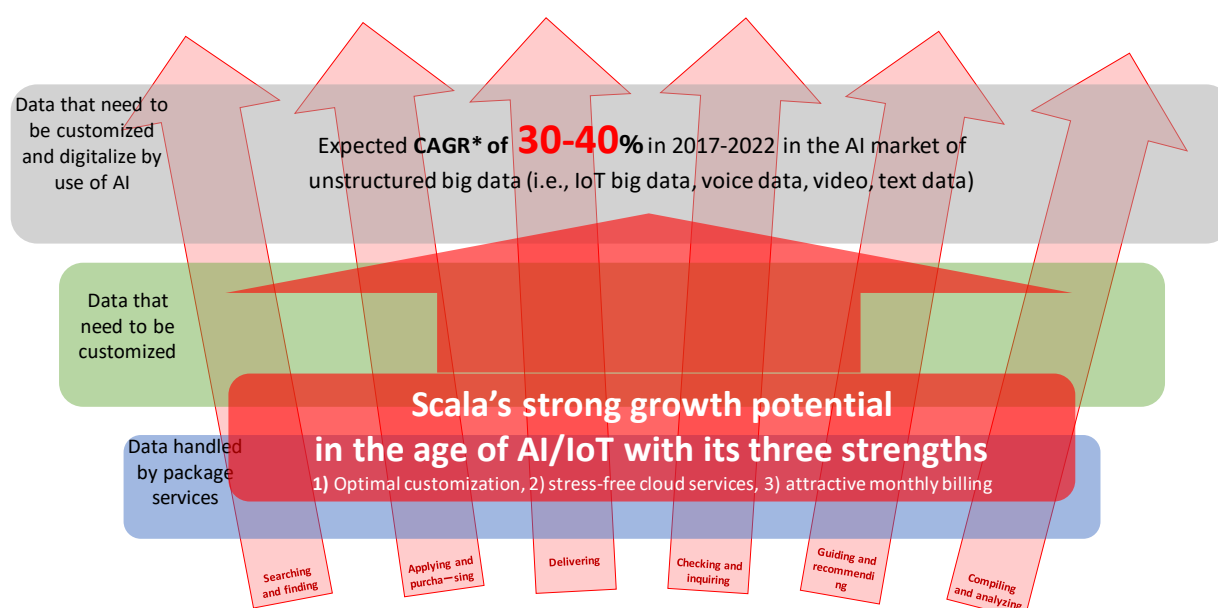 Data that need to
be customized
and digitalize by
use of AI
Expected CAGR* of 30-40% in 2017-2022 in the AI market of
unstructured big data (i.e., IoT big data, voice data, video, text data)
Data that
need to be
customized
Scala's strong growth potential
in the age of AI/IoT with its three strengths
1) Optimal customization, 2) stress-free cloud services, 3) attractive monthly billing
Data handled
by package
services
Searching
and finding
Applying and
purcha－sing
Delivering
Checking and
inquiring
Guiding and
recommendi
ng
Compiling
and analyzing